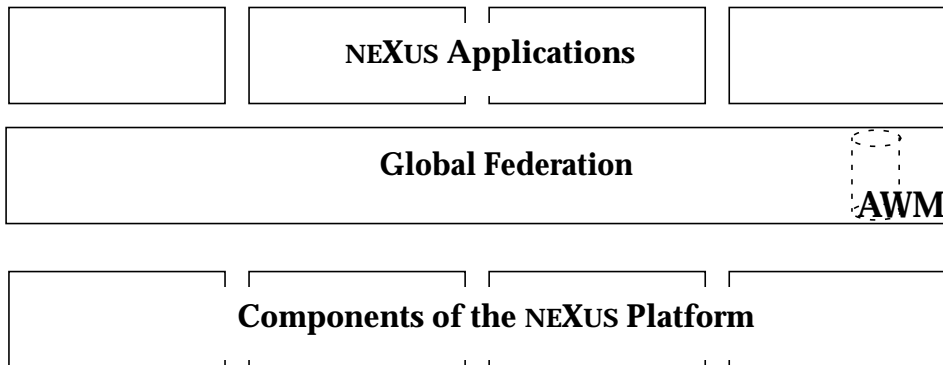 NEXUS Applications
Global Federation
AWM
Components of the NEXUS Platform